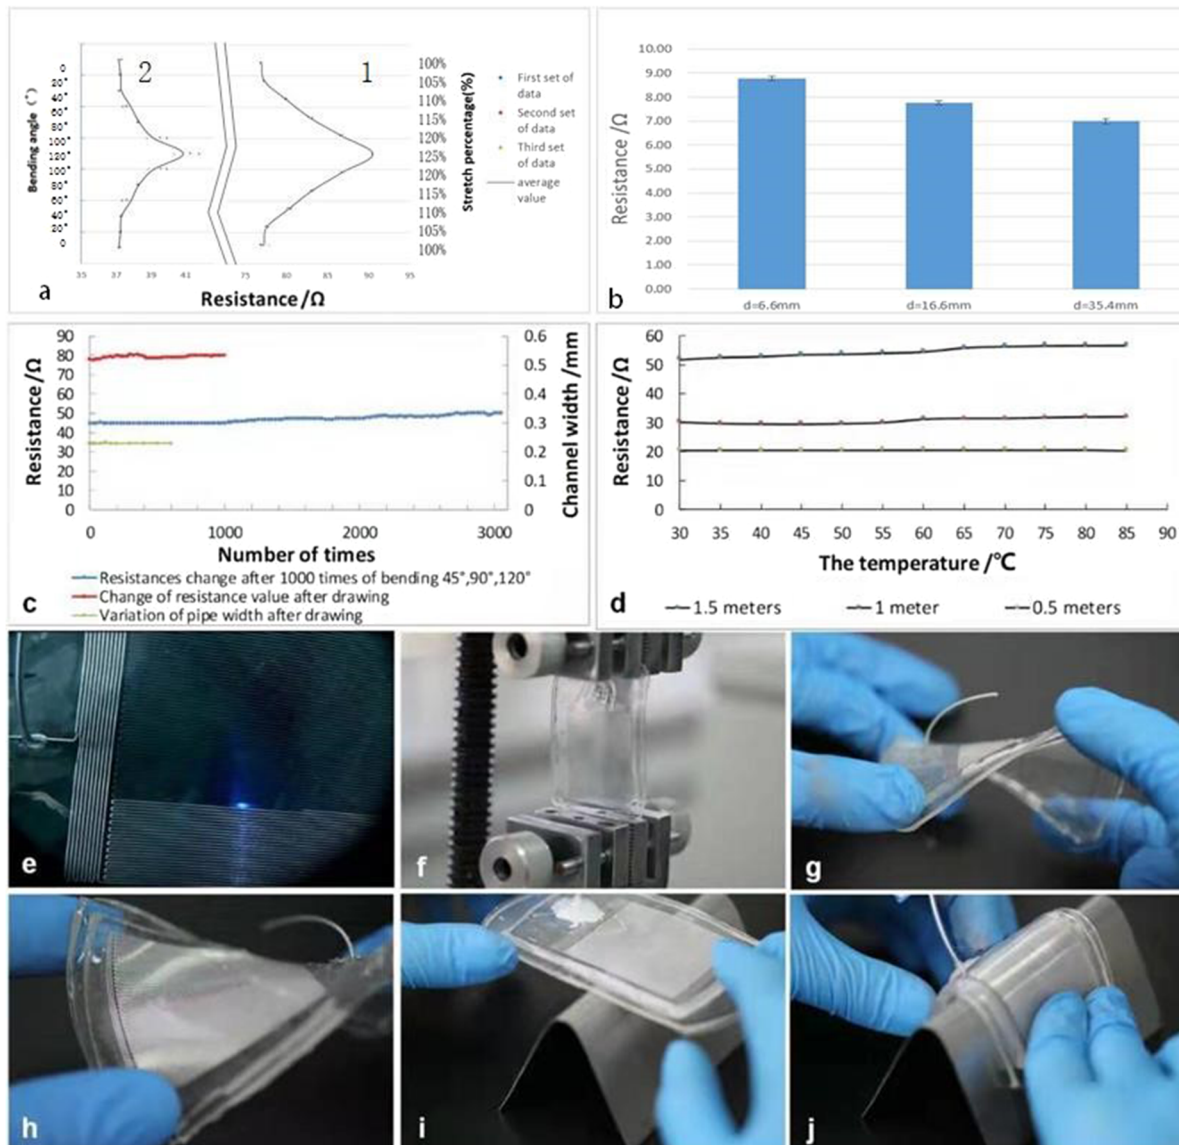 2
1
Bending angle (°)
0
20°
40°
60°
80°
100°
120°
100°
80°
60°
40°
20°
0
100%
105%
110%
115%
120%
125%
120%
115%
110%
105%
100%
Stretch percentage(%)
First set of
data
Second set
of data
Third set
of data
average
value
35 37 39 41 75 80 85 90 95
Resistance/Ω
a
Resistance /Ω
10.00
9.00
8.00
7.00
6.00
5.00
4.00
3.00
2.00
1.00
0.00
d=6.6mm d=16.6mm d=35.4mm
b
Resistance /Ω
90
80
70
60
50
40
30
20
10
0
0.6
0.5
0.4
0.3
0.2
0.1
0
Channel width /mm
0 1000 2000 3000
Number of times
Resistances change after 1000 times of bending 45°,90°,120°
Change of resistance value after drawing
Variation of pipe width after drawing
c
Resistance /Ω
60
50
40
30
20
10
0
30 35 40 45 50 55 60 65 70 75 80 85 90
The temperature /℃
1.5 meters 1 meter 0.5 meters
d
e
f
g
h
i
j